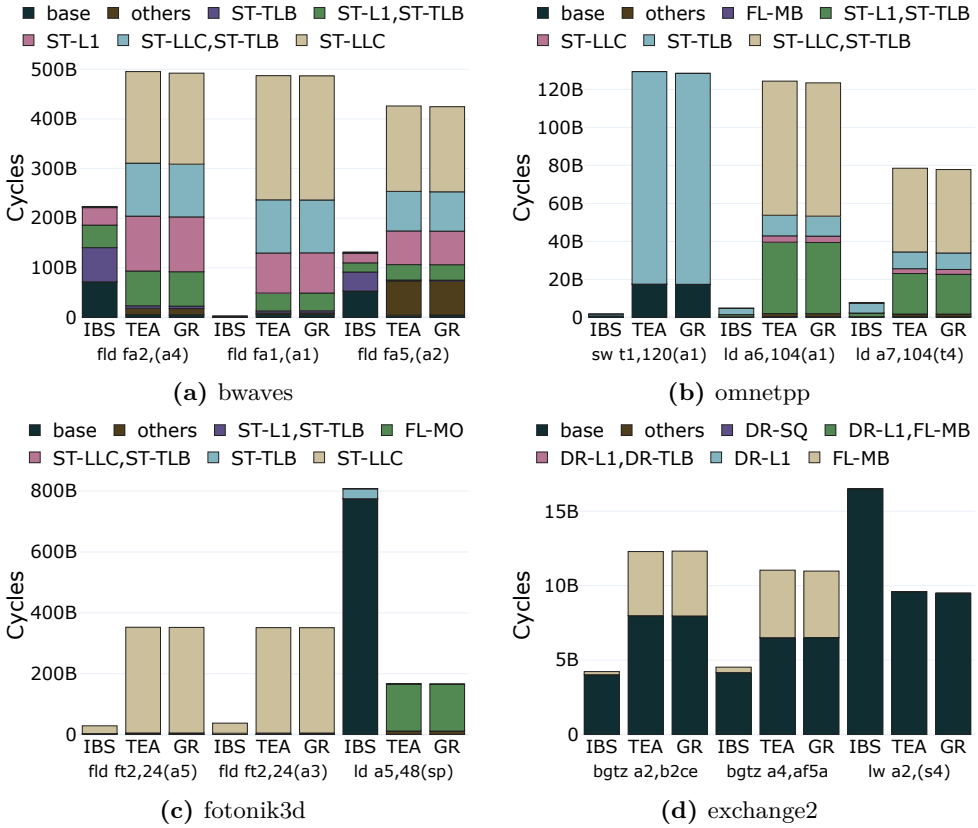 base others ST-TLB ST-L1,ST-TLB
ST-L1 ST-LLC,ST-TLB ST-LLC
500B
400B
300B
200B
100B
0
Cycles
IBS TEA GR IBS TEA GR IBS TEA GR
fld fa2,(a4) fld fa1,(a1) fld fa5,(a2)
(a) bwaves
base others FL-MB ST-L1,ST-TLB
ST-LLC ST-TLB ST-LLC,ST-TLB
120B
100B
80B
60B
40B
20B
0
Cycles
IBS TEA GR IBS TEA GR IBS TEA GR
sw t1,120(a1) ld a6,104(a1) ld a7,104(t4)
(b) omnetpp
base others ST-L1,ST-TLB FL-MO
ST-LLC,ST-TLB ST-TLB ST-LLC
800B
600B
400B
200B
0
Cycles
IBS TEA GR IBS TEA GR IBS TEA GR
fld ft2,24(a5) fld ft2,24(a3) ld a5,48(sp)
(c) fotonik3d
base others DR-SQ DR-L1,FL-MB
DR-L1,DR-TLB DR-L1 FL-MB
15B
10B
5B
0
Cycles
IBS TEA GR IBS TEA GR IBS TEA GR
bgtz a2,b2ce bgtz a4,af5a lw a2,(s4)
(d) exchange2